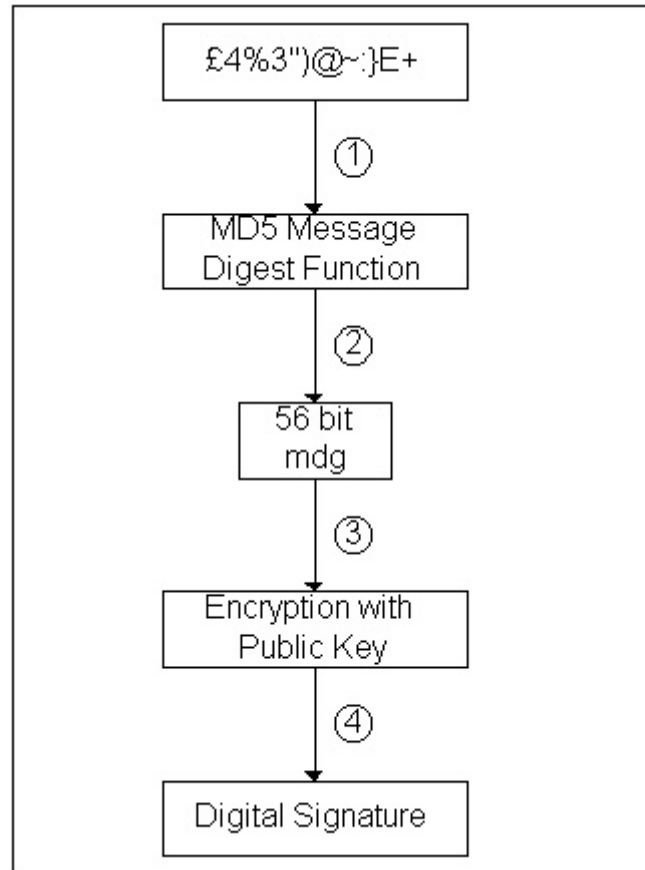 £4%3")@~:}E+
1
MD5 Message
Digest Function
2
56 bit
mdg
3
Encryption with
Public Key
4
Digital Signature